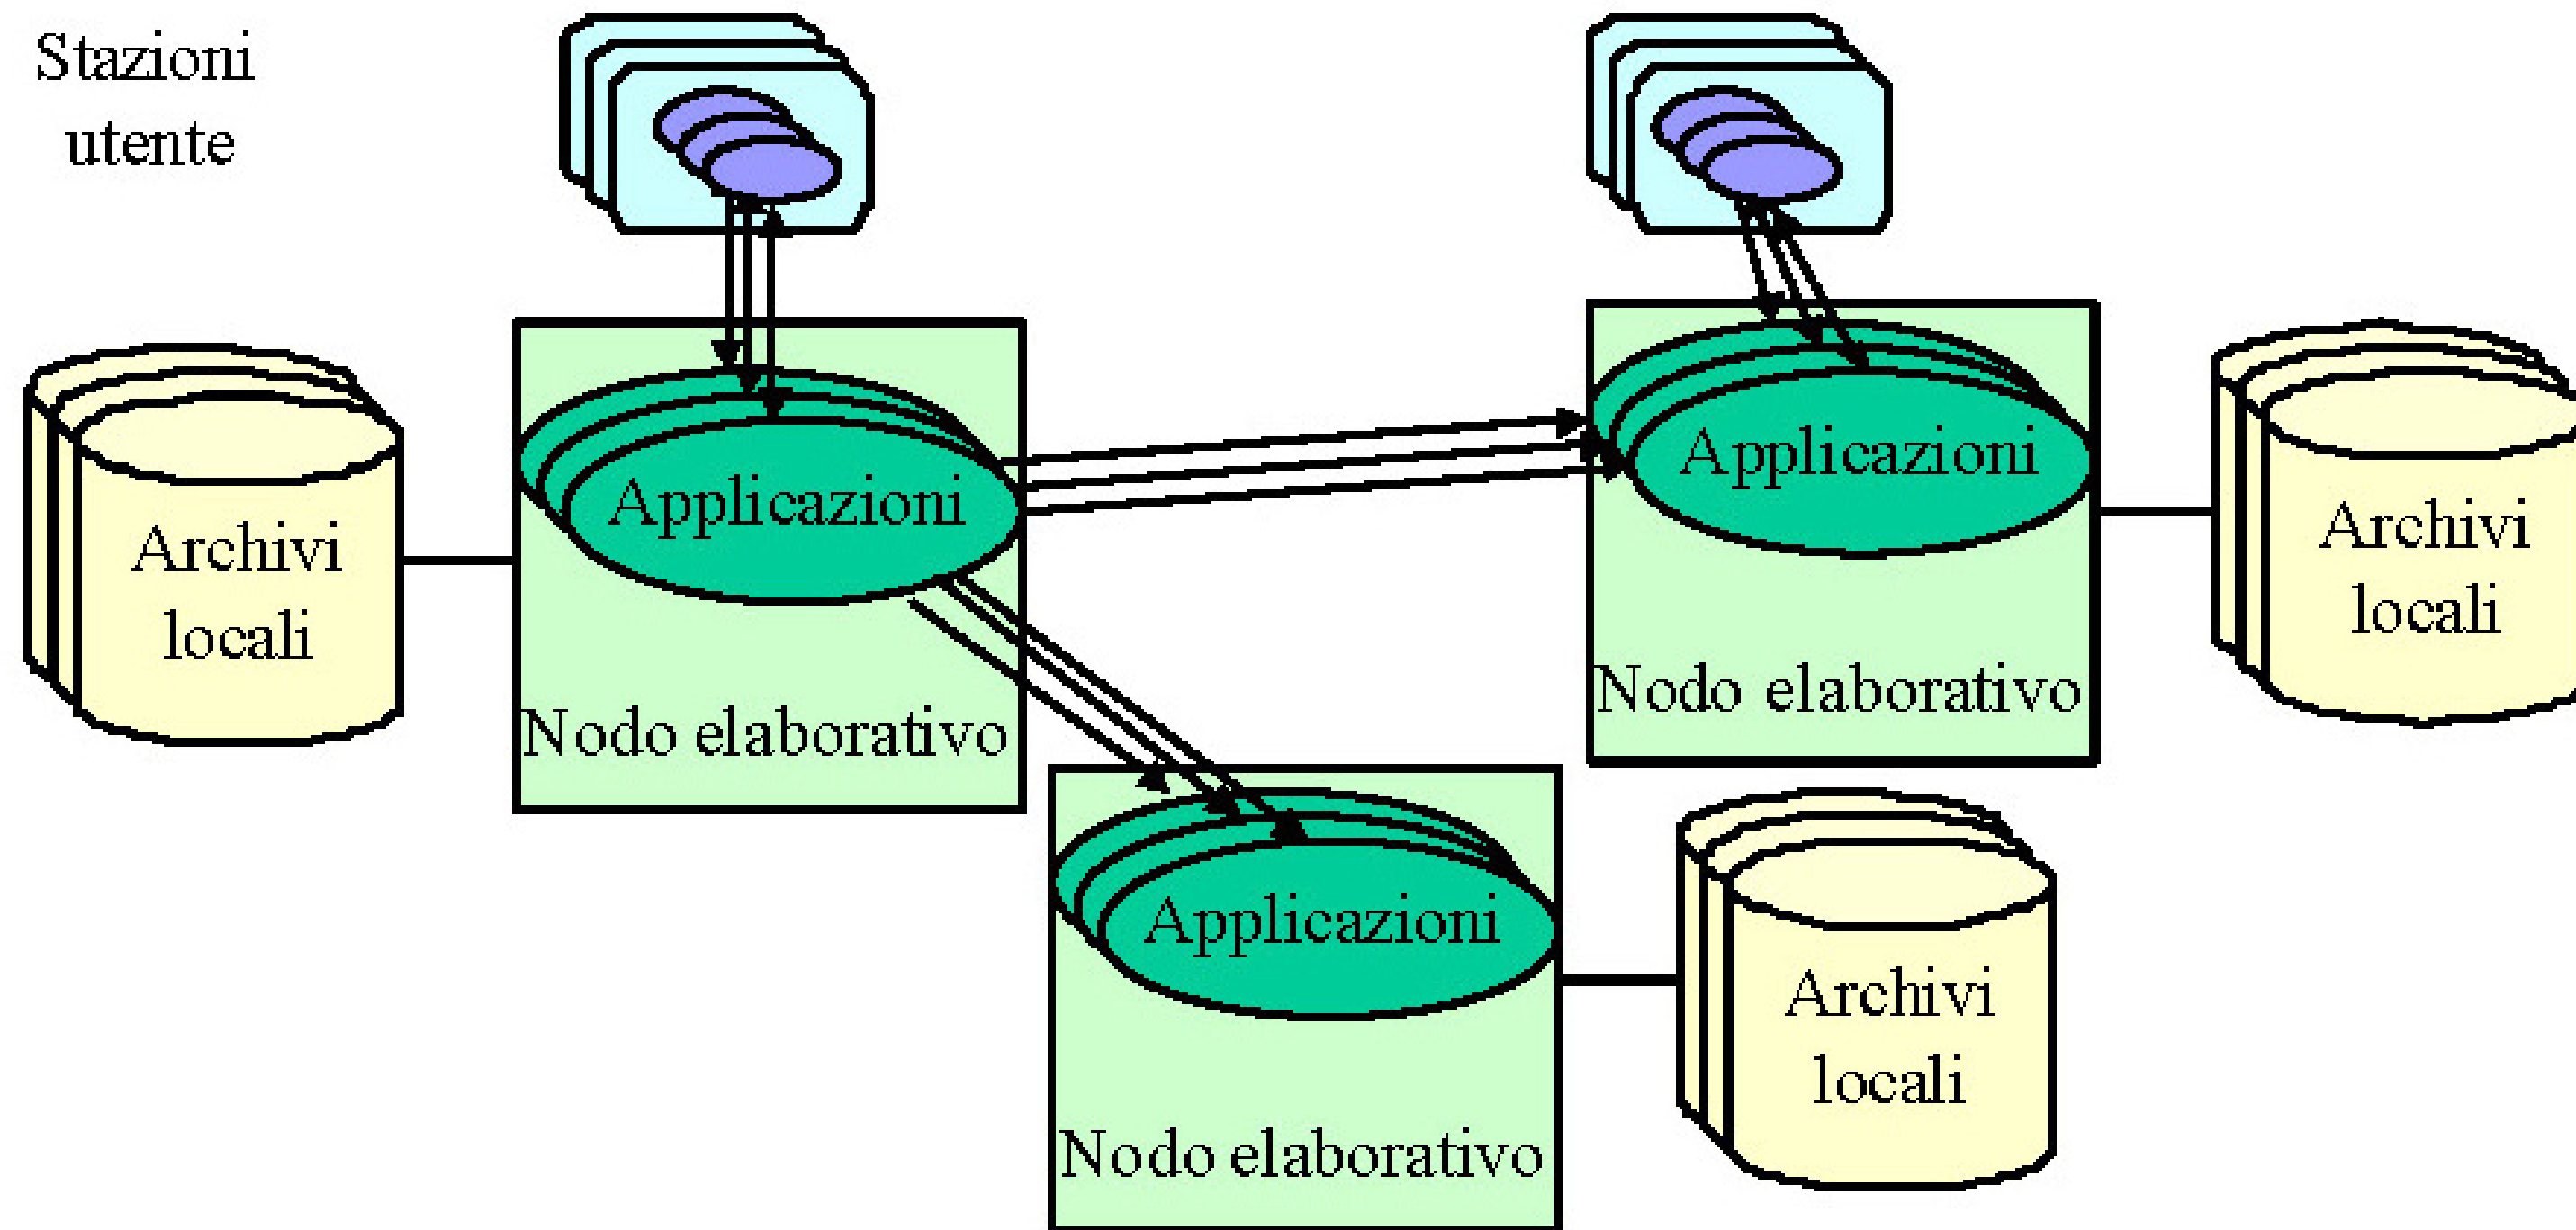 Stazioni
utente
Archivi
locali
Applicazioni
Nodo elaborativo
Applicazioni
Nodo elaborativo
Archivi
locali
Applicazioni
Nodo elaborativo
Archivi
locali